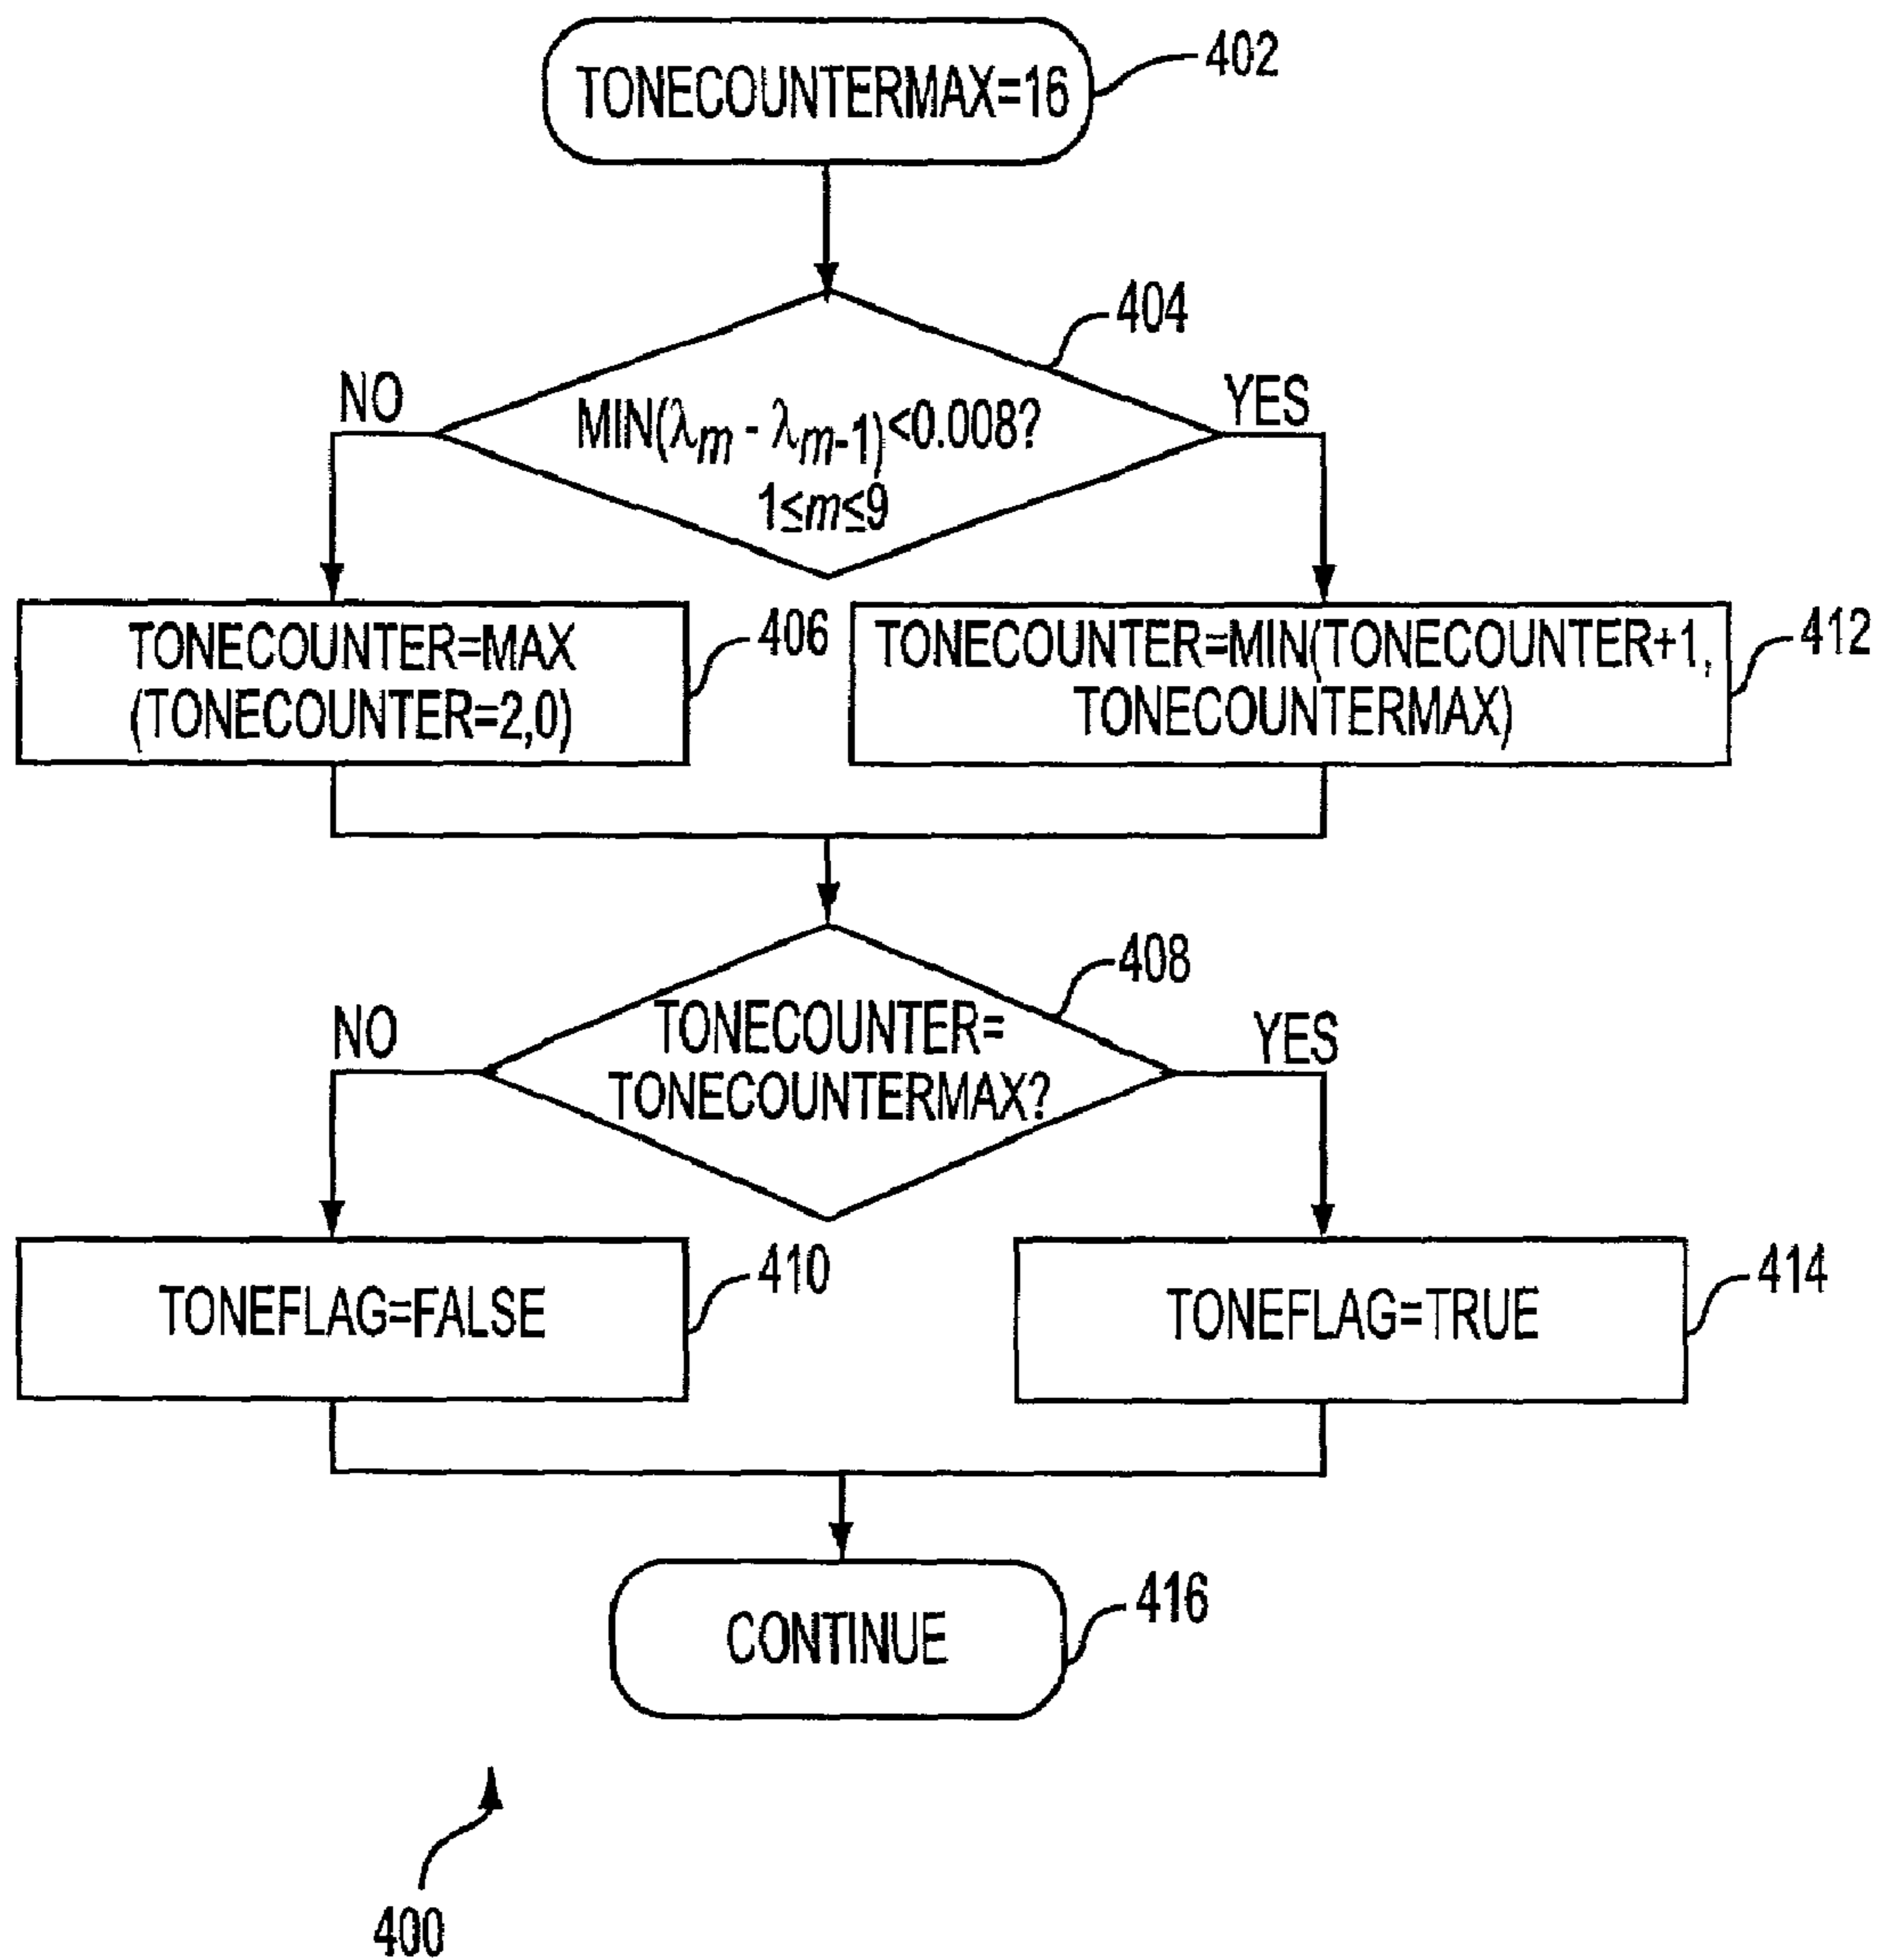 TONECOUNTERMAX=16
402
404
NO
YES
MIN(λm - λm-1)<0.008?
1≤m≤9
TONECOUNTER=MAX
(TONECOUNTER=2,0)
406
TONECOUNTER=MIN(TONECOUNTER+1,
TONECOUNTERMAX)
412
408
NO
YES
TONECOUNTER=
TONECOUNTERMAX?
TONEFLAG=FALSE
410
TONEFLAG=TRUE
414
CONTINUE
416
400